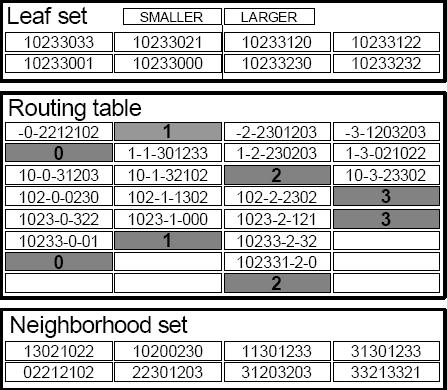 Leaf set SMALLER LARGER
10233033 10233021 10233120 10233122
10233001 10233000 10233230 10233232
Routing table
-0-2212102 1 -2-2301203 -3-1203203
0 1-1-301233 1-2-230203 1-3-021022
10-0-31203 10-1-32102 2 10-3-23302
102-0-0230 102-1-1302 102-2-2302 3
1023-0-322 1023-1-000 1023-2-121 3
10233-0-01 1 10233-2-32
0 102331-2-0
2
Neighborhood set
13021022 10200230 11301233 31301233
02212102 22301203 31203203 33213321